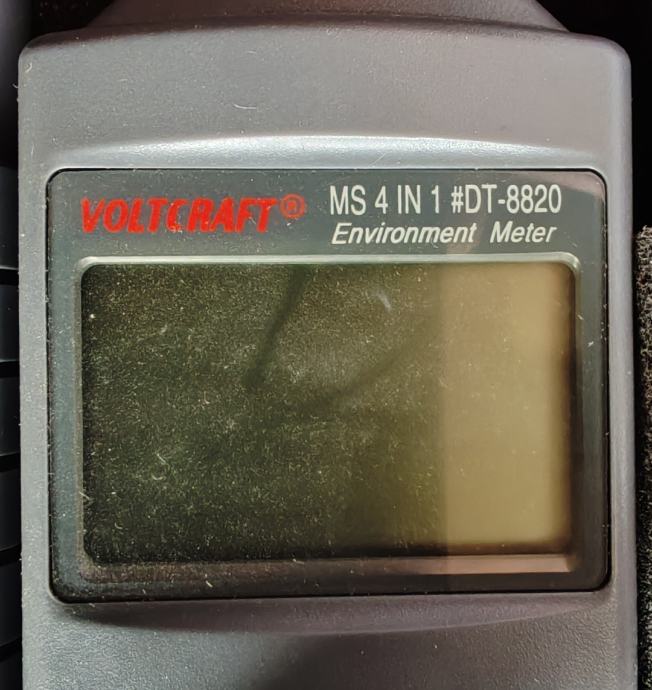 VOLTCRAFT® MS 4 IN 1 #DT-8820
Environment Meter